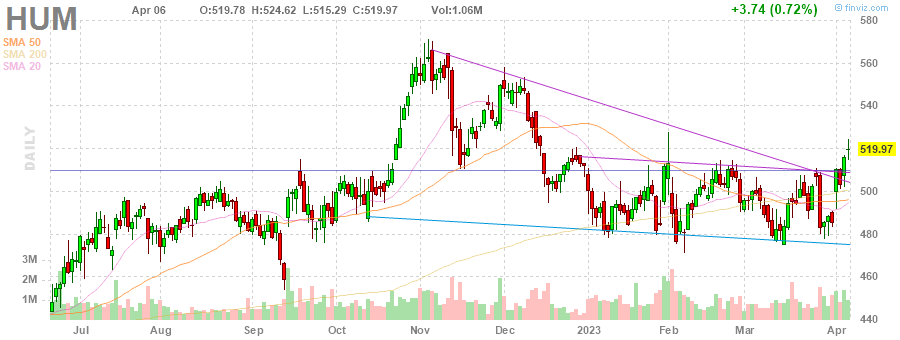 HUM Apr 06 O:519.78 H:524.62 L:515.29 C:519.97 Vol:1.06M +3.74 (0.72%) finviz.com
SMA 50
SMA 200
SMA 20
DAILY
580
560
540
519.97
500
480
460
440
3M
2M
1M
Jul Aug Sep Oct Nov Dec 2023 Feb Mar Apr